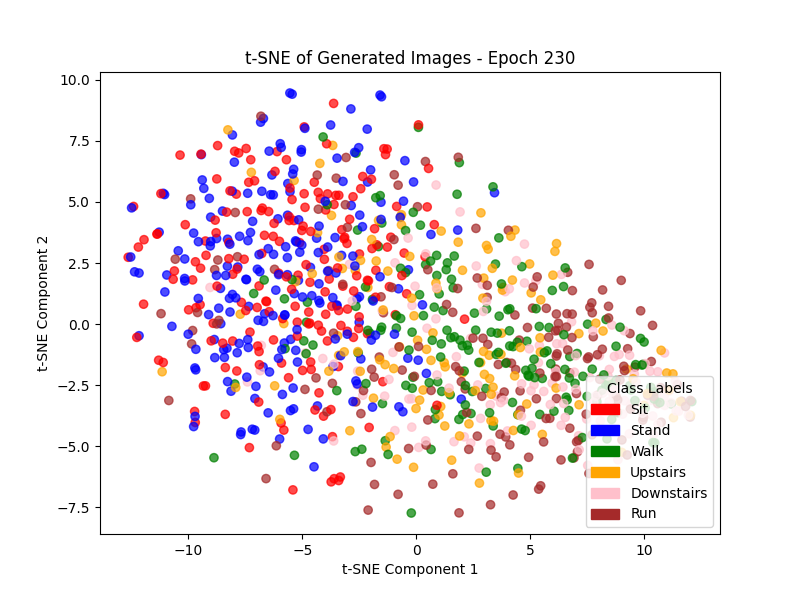 t-SNE of Generated Images - Epoch 230
t-SNE Component 2
10.0
7.5
5.0
2.5
0.0
−2.5
−5.0
−7.5
−10
−5
0
5
10
t-SNE Component 1
Class Labels
Sit
Stand
Walk
Upstairs
Downstairs
Run